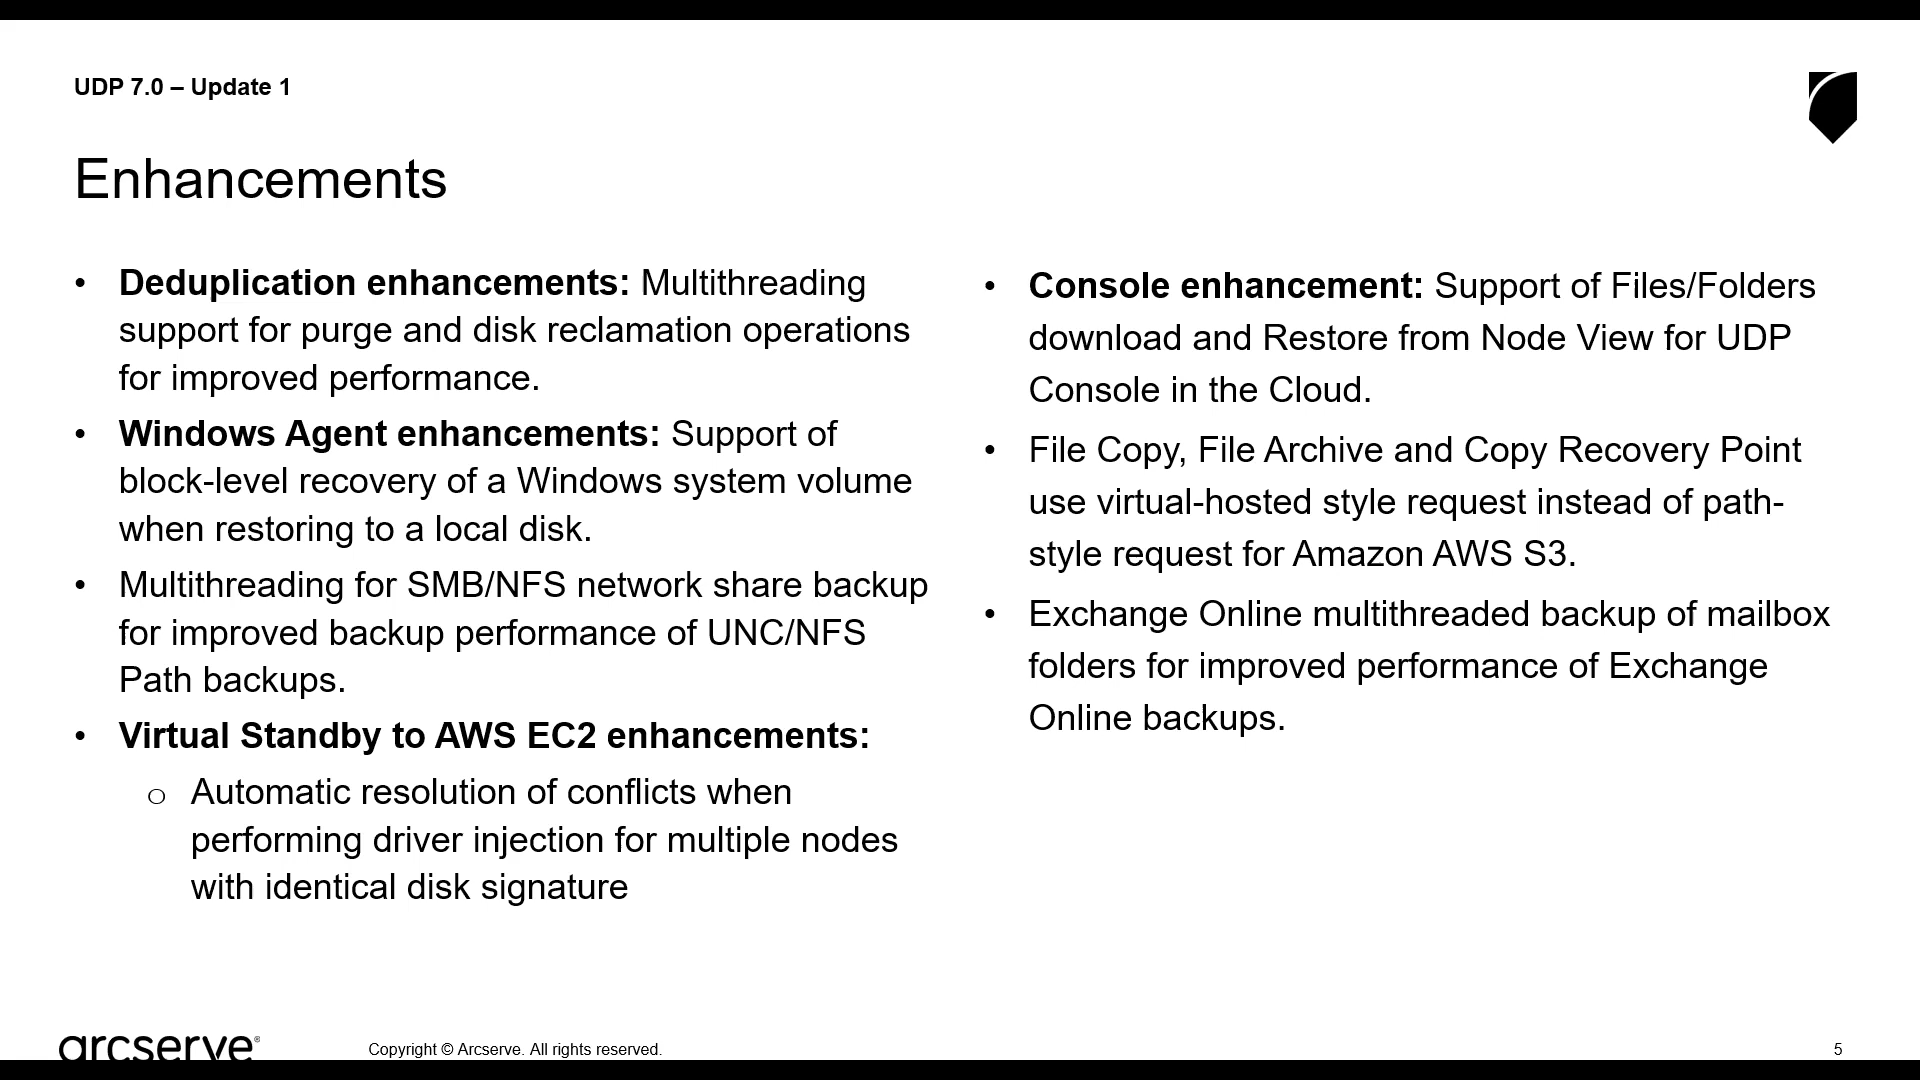 UDP 7.0 – Update 1
Enhancements
• Deduplication enhancements: Multithreading
support for purge and disk reclamation operations
for improved performance.
• Windows Agent enhancements: Support of
block-level recovery of a Windows system volume
when restoring to a local disk.
• Multithreading for SMB/NFS network share backup
for improved backup performance of UNC/NFS
Path backups.
• Virtual Standby to AWS EC2 enhancements:
o Automatic resolution of conflicts when
performing driver injection for multiple nodes
with identical disk signature
• Console enhancement: Support of Files/Folders
download and Restore from Node View for UDP
Console in the Cloud.
• File Copy, File Archive and Copy Recovery Point
use virtual-hosted style request instead of path-
style request for Amazon AWS S3.
• Exchange Online multithreaded backup of mailbox
folders for improved performance of Exchange
Online backups.
arcserve®
Copyright © Arcserve. All rights reserved.
5